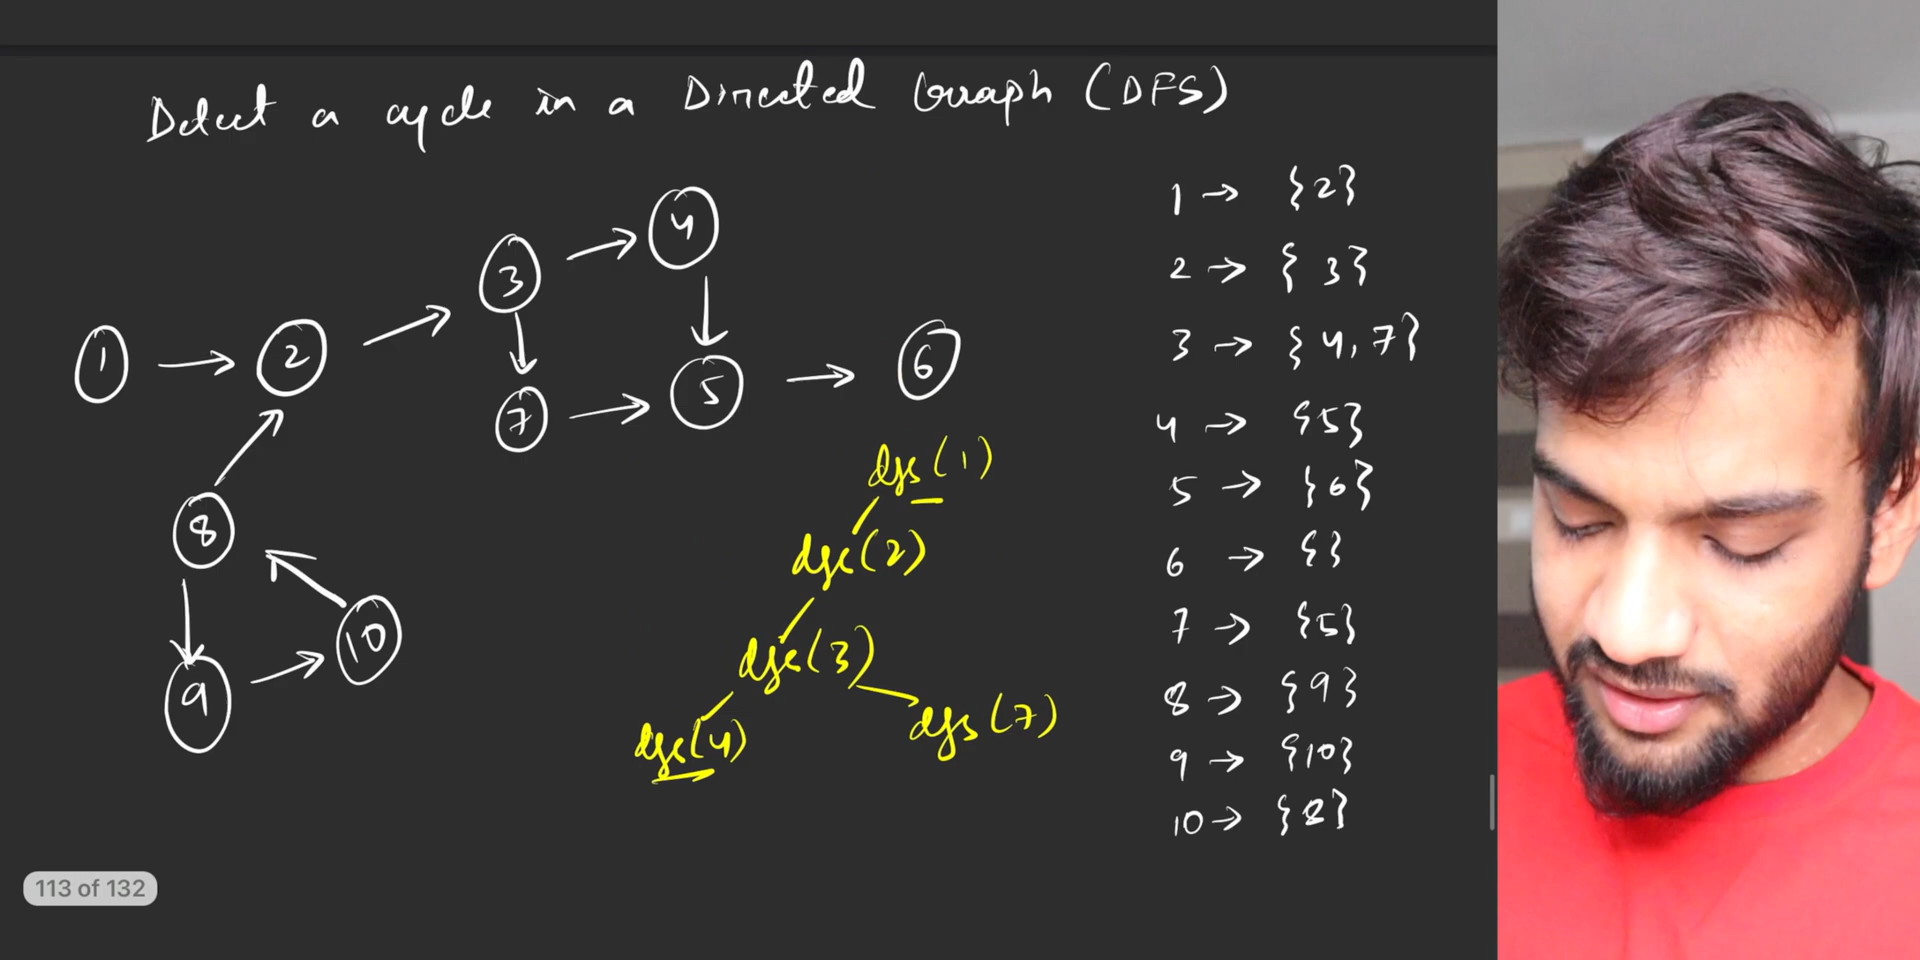 Detect a cycle in a Directed Graph (DFS)
1 → {2}
2 → {3}
3 → {4,7}
4 → {5}
5 → {6}
6 → {}
7 → {5}
8 → {9}
9 → {10}
10 → {8}
1
2
3
4
7
5
6
8
9
10
dfs(1)
dfs(2)
dfs(3)
dfs(4)
dfs(7)
113 of 132